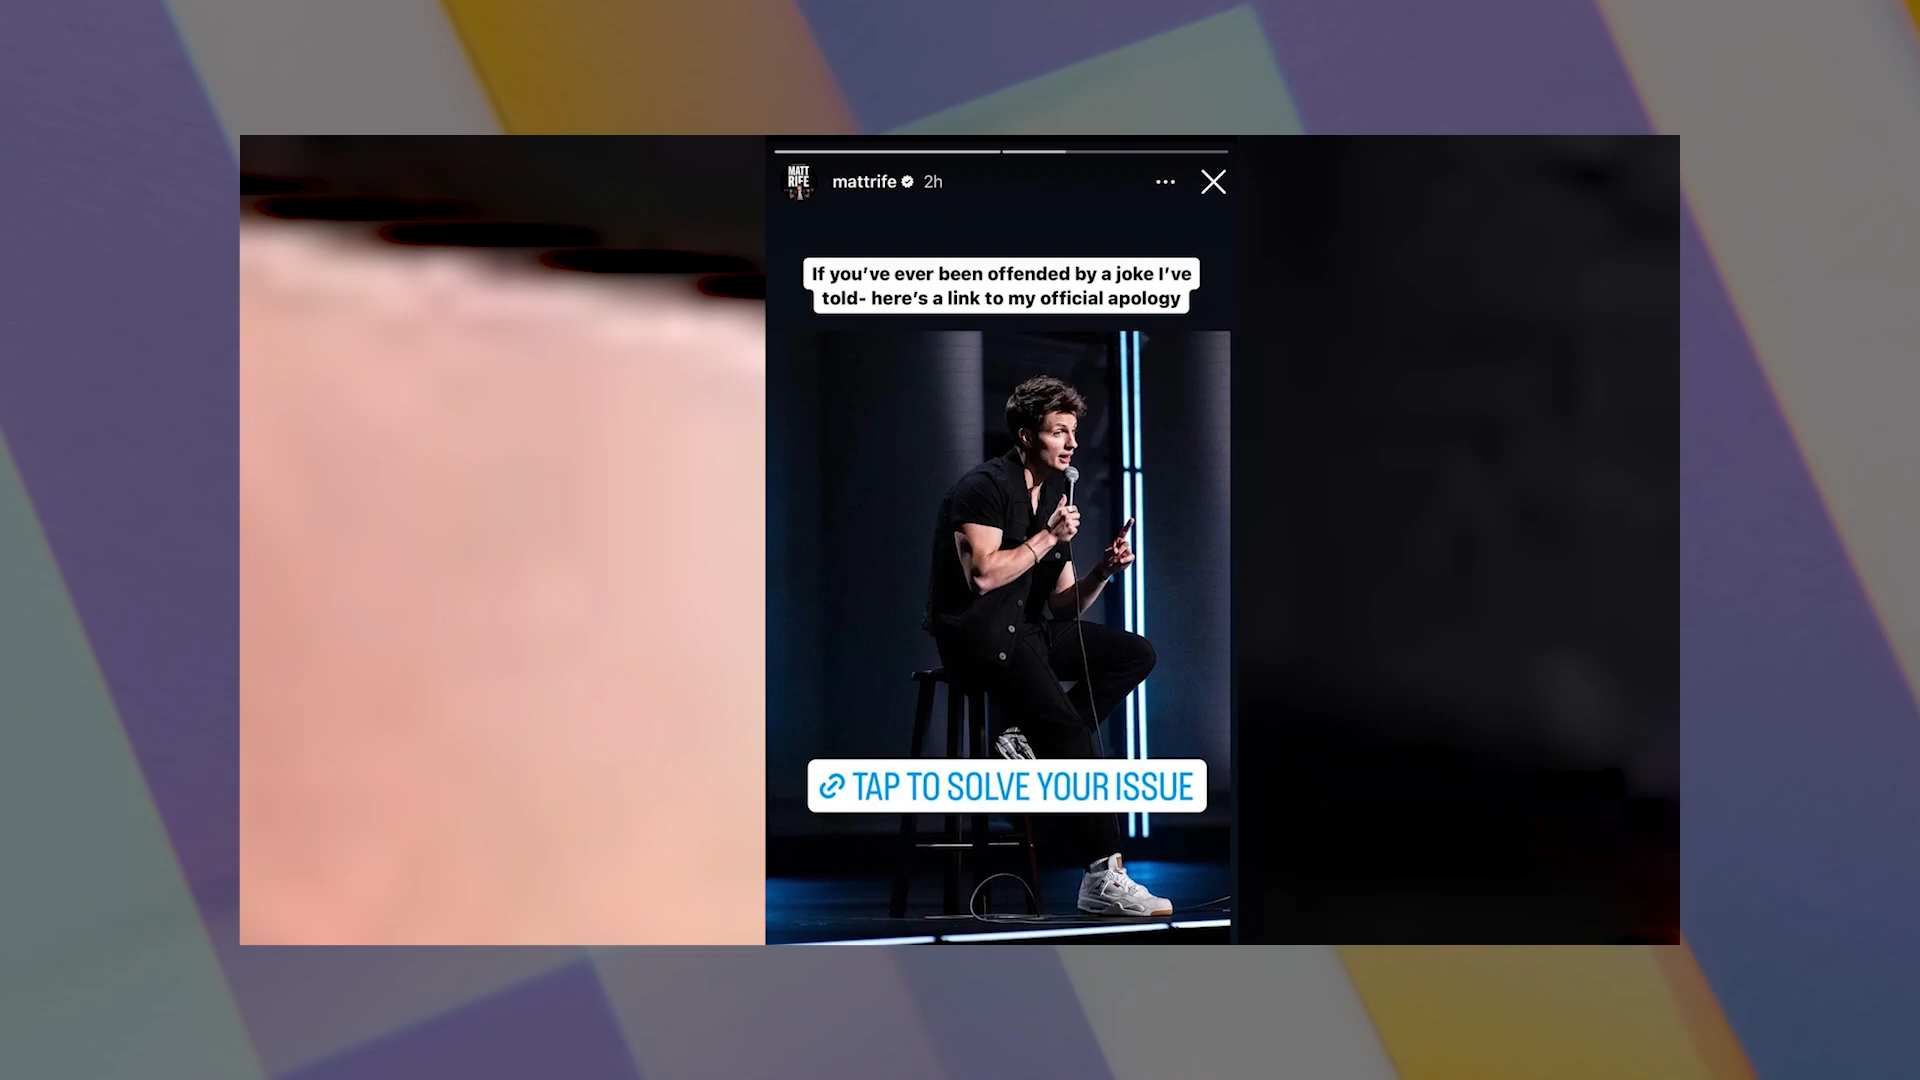 MATT
RIFE
mattrife 2h
If you’ve ever been offended by a joke I’ve
told- here’s a link to my official apology
TAP TO SOLVE YOUR ISSUE